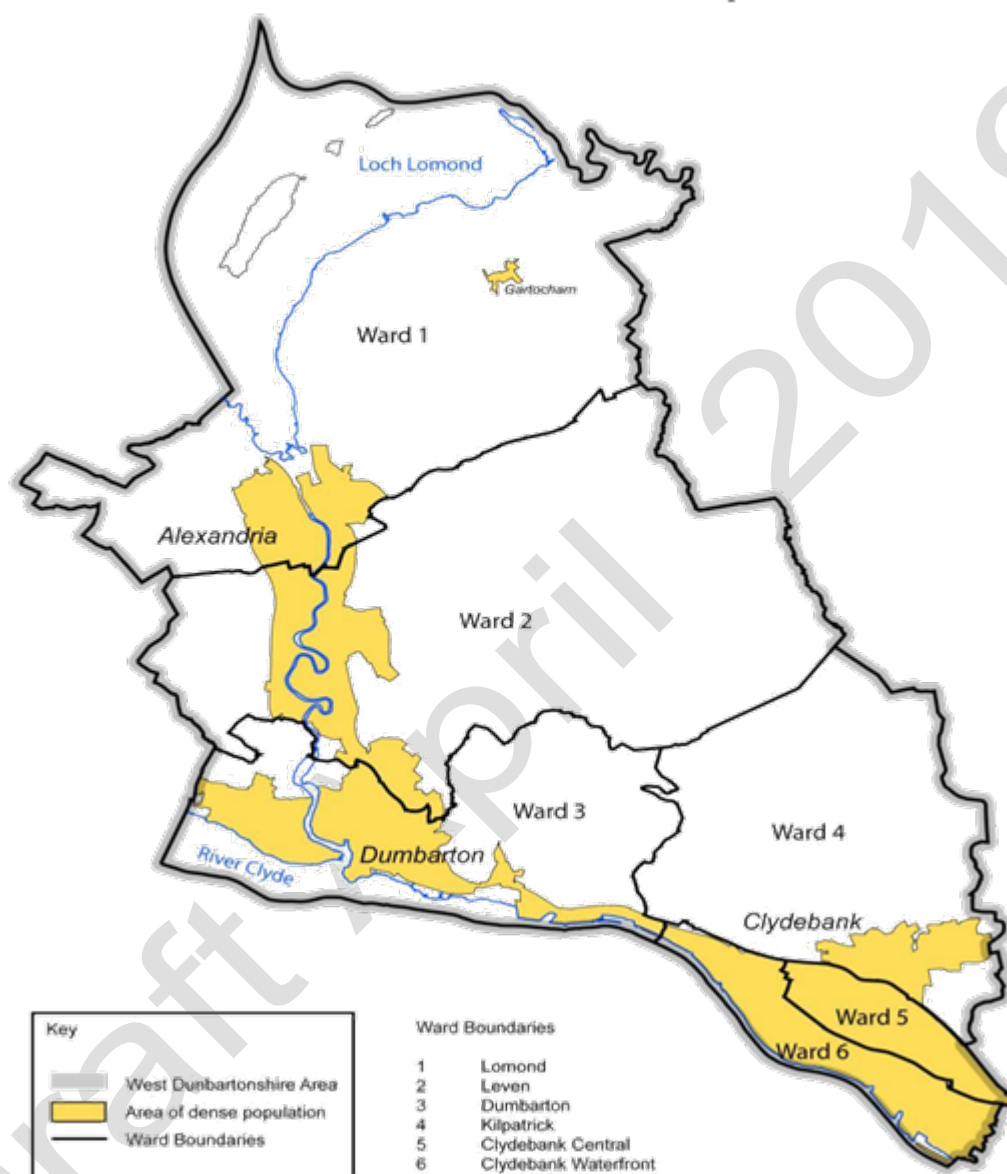 Loch Lomond
Gartocharn
Ward 1
Alexandria
Ward 2
Ward 3
Ward 4
Dumbarton
River Clyde
Clydebank
Ward 5
Ward 6
Key
West Dunbartonshire Area
Area of dense population
Ward Boundaries
Ward Boundaries
1 Lomond
2 Leven
3 Dumbarton
4 Kilpatrick
5 Clydebank Central
6 Clydebank Waterfront
April